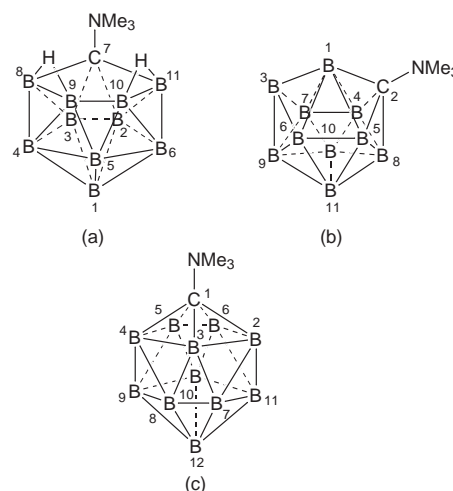 NMe3
H C 7 H
8 B 9 10 B 11
B B
B B
3 2
4 B B 6
B 5
B
1
(a)
1
B NMe3
3 B C 2
7 4
B B
6 B 10 B 5
9 B B B 8
B
11
(b)
NMe3
C 1
5 6
4 B B B 2 B
3
B
B
9 B B 11
B 10 B
8 7
B
12
(c)